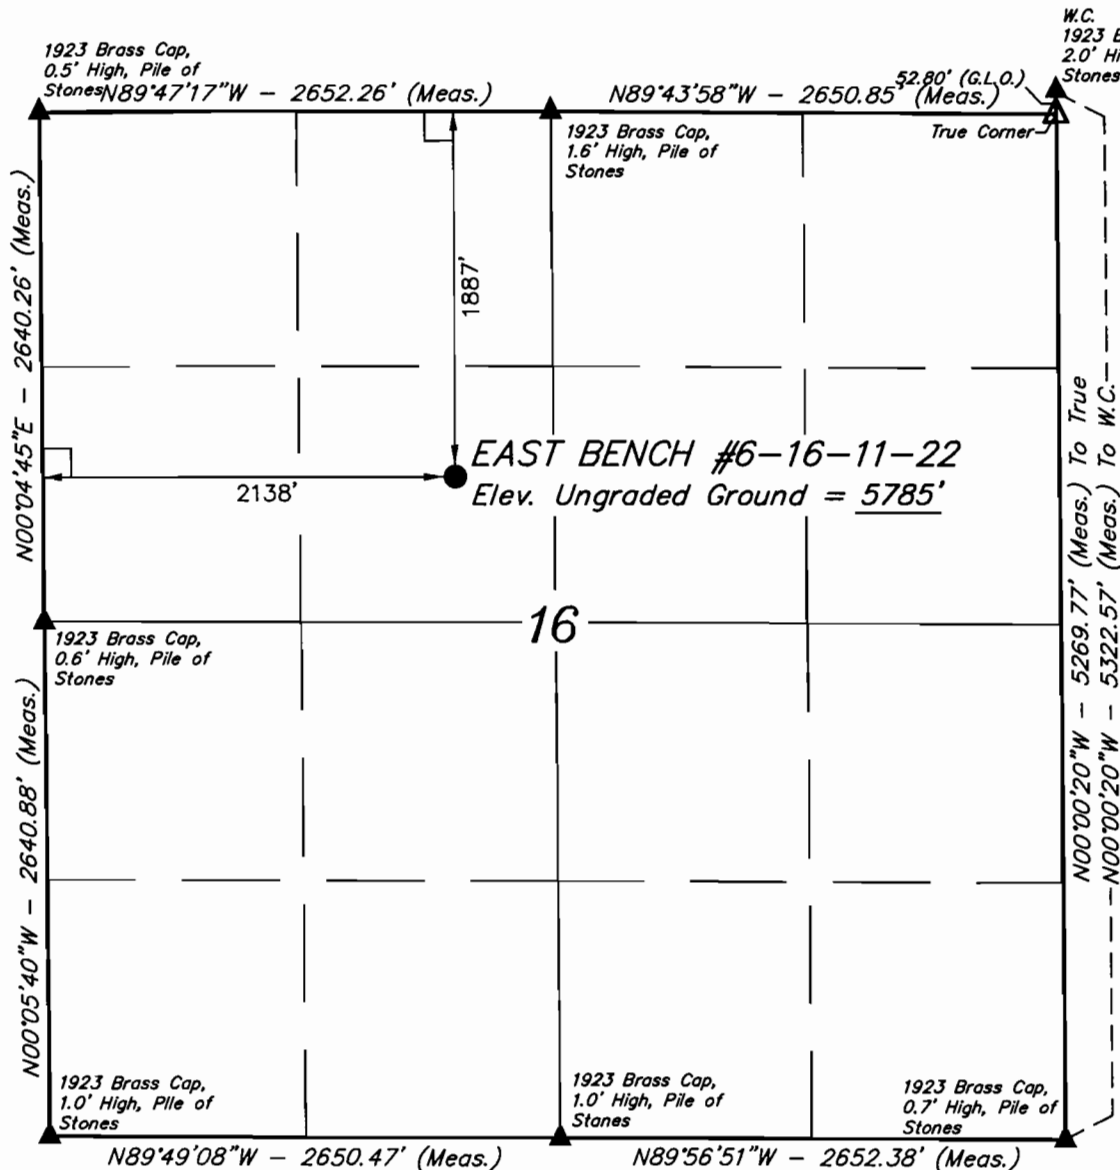 W.C.
1923
2.0'
Stones
1923 Brass Cap,
0.5' High, Pile of
Stones
N89°47'17"W - 2652.26' (Meas.)
N89°43'58"W - 2650.85' (Meas.)
52.80' (G.L.O.)
True Corner
1923 Brass Cap,
1.6' High, Pile of
Stones
N00°04'45"E - 2640.26' (Meas.)
1887'
2138'
EAST BENCH #6-16-11-22
Elev. Ungraded Ground = 5785'
16
1923 Brass Cap,
0.6' High, Pile of
Stones
N00°05'40"W - 2640.88' (Meas.)
N00°00'20"W - 5269.77' (Meas.) To True
N00°00'20"W - 5322.57' (Meas.) To W.C.
1923 Brass Cap,
1.0' High, Pile of
Stones
1923 Brass Cap,
1.0' High, Pile of
Stones
1923 Brass Cap,
0.7' High, Pile of
Stones
N89°49'08"W - 2650.47' (Meas.)
N89°56'51"W - 2652.38' (Meas.)